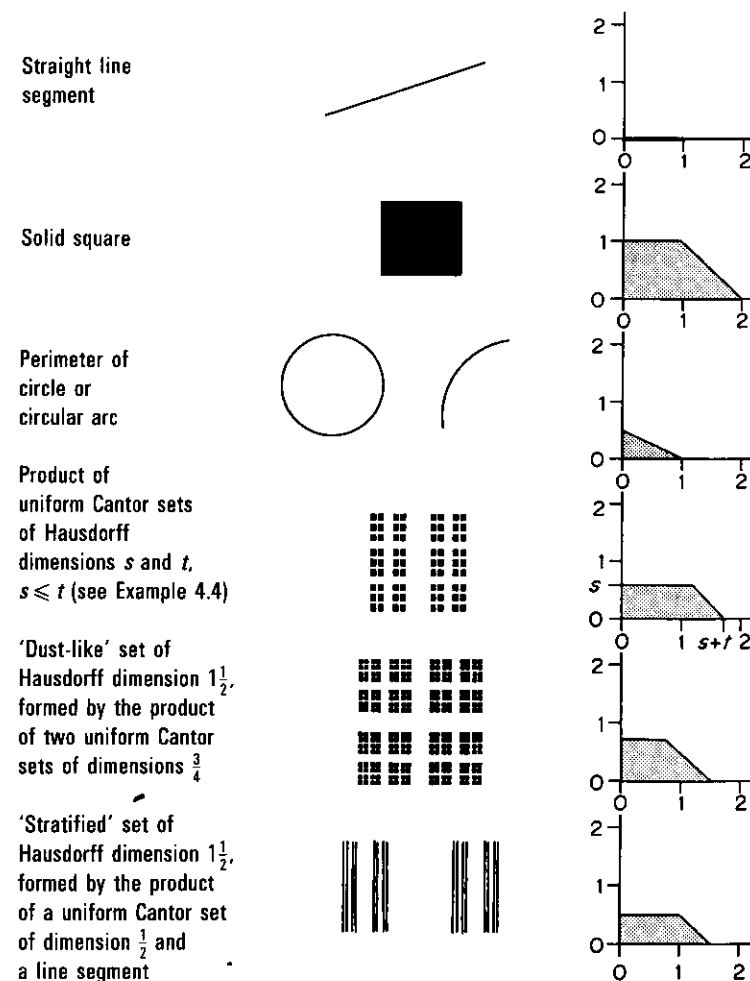 Straight line
segment
2
1
0
0 1 2
Solid square
2
1
0
0 1 2
Perimeter of
circle or
circular arc
2
1
0
0 1 2
Product of
uniform Cantor sets
of Hausdorff
dimensions s and t,
s ⩽ t (see Example 4.4)
2
1
s
0
0 1 s+t 2
'Dust-like' set of
Hausdorff dimension 1½,
formed by the product
of two uniform Cantor
sets of dimensions ¾
2
1
0
0 1 2
'Stratified' set of
Hausdorff dimension 1½,
formed by the product
of a uniform Cantor set
of dimension ½ and
a line segment
2
1
0
0 1 2